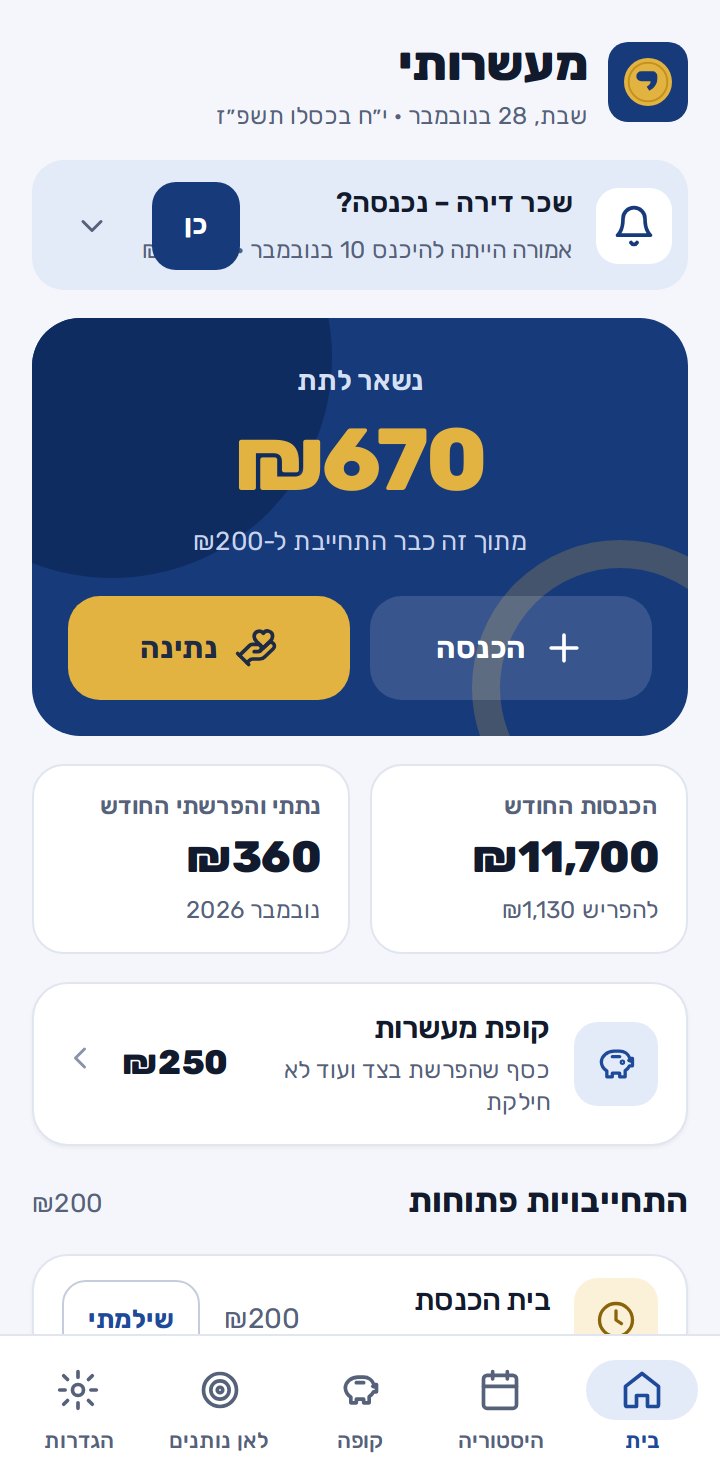 מעשרותי
שבת, 28 בנובמבר • י״ח בכסלו תשפ״ז
שכר דירה – נכנסה?
אמורה הייתה להיכנס 10 בנובמבר •
כן
נשאר לתת
₪670
מתוך זה כבר התחייבת ל-₪200
הכנסה
נתינה
הכנסות החודש
₪11,700
להפריש ₪1,130
נתתי והפרשתי החודש
₪360
נובמבר 2026
קופת מעשרות
כסף שהפרשת בצד ועוד לא
חילקת
₪250
התחייבויות פתוחות
₪200
בית הכנסת
₪200
שילמתי
בית
היסטוריה
קופה
לאן נותנים
הגדרות